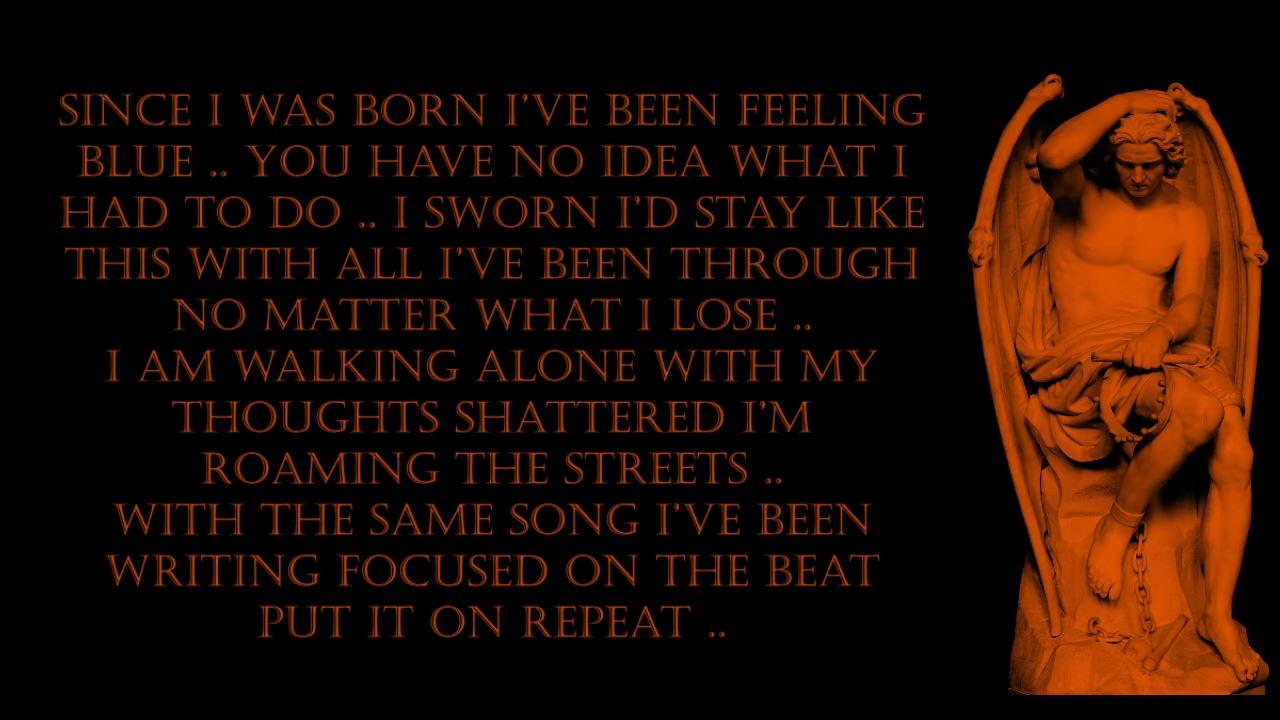 SINCE I WAS BORN I'VE BEEN FEELING
BLUE .. YOU HAVE NO IDEA WHAT I
HAD TO DO .. I SWORN I'D STAY LIKE
THIS WITH ALL I'VE BEEN THROUGH
NO MATTER WHAT I LOSE ..
I AM WALKING ALONE WITH MY
THOUGHTS SHATTERED I'M
ROAMING THE STREETS ..
WITH THE SAME SONG I'VE BEEN
WRITING FOCUSED ON THE BEAT
PUT IT ON REPEAT ..